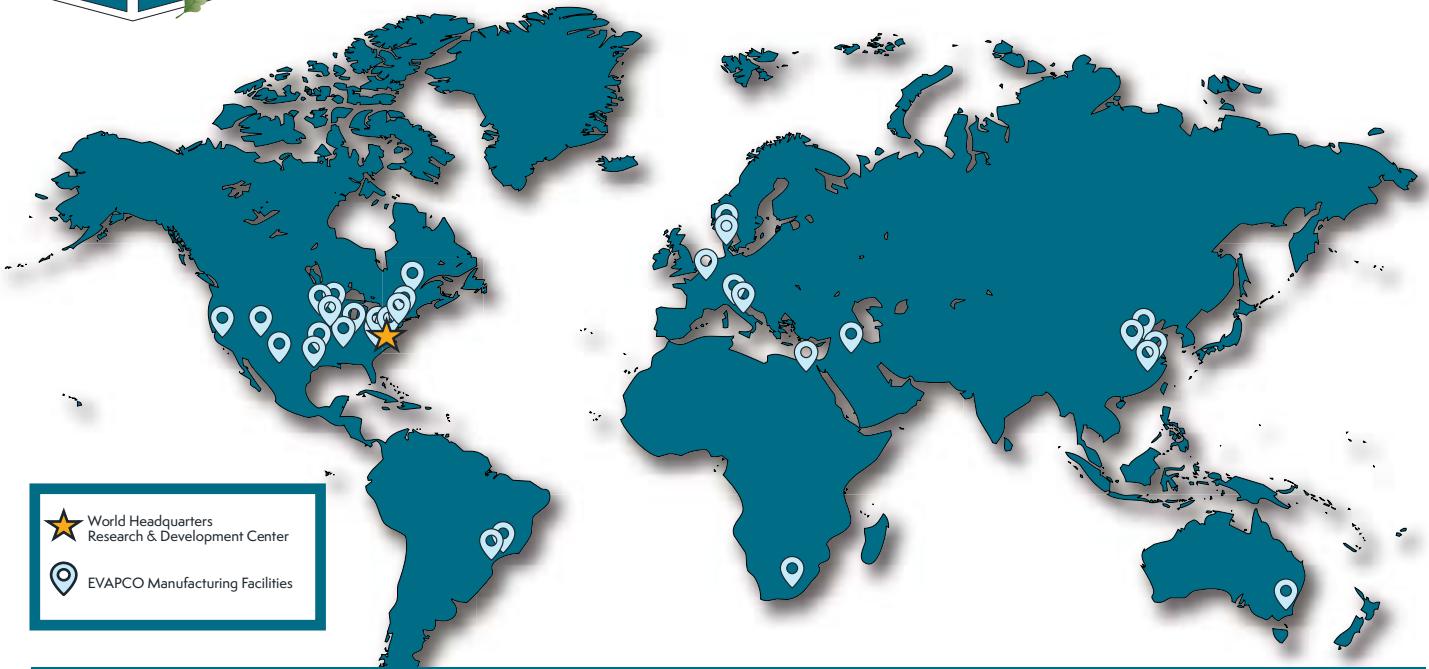 World Headquarters
Research & Development Center
EVAPCO Manufacturing Facilities